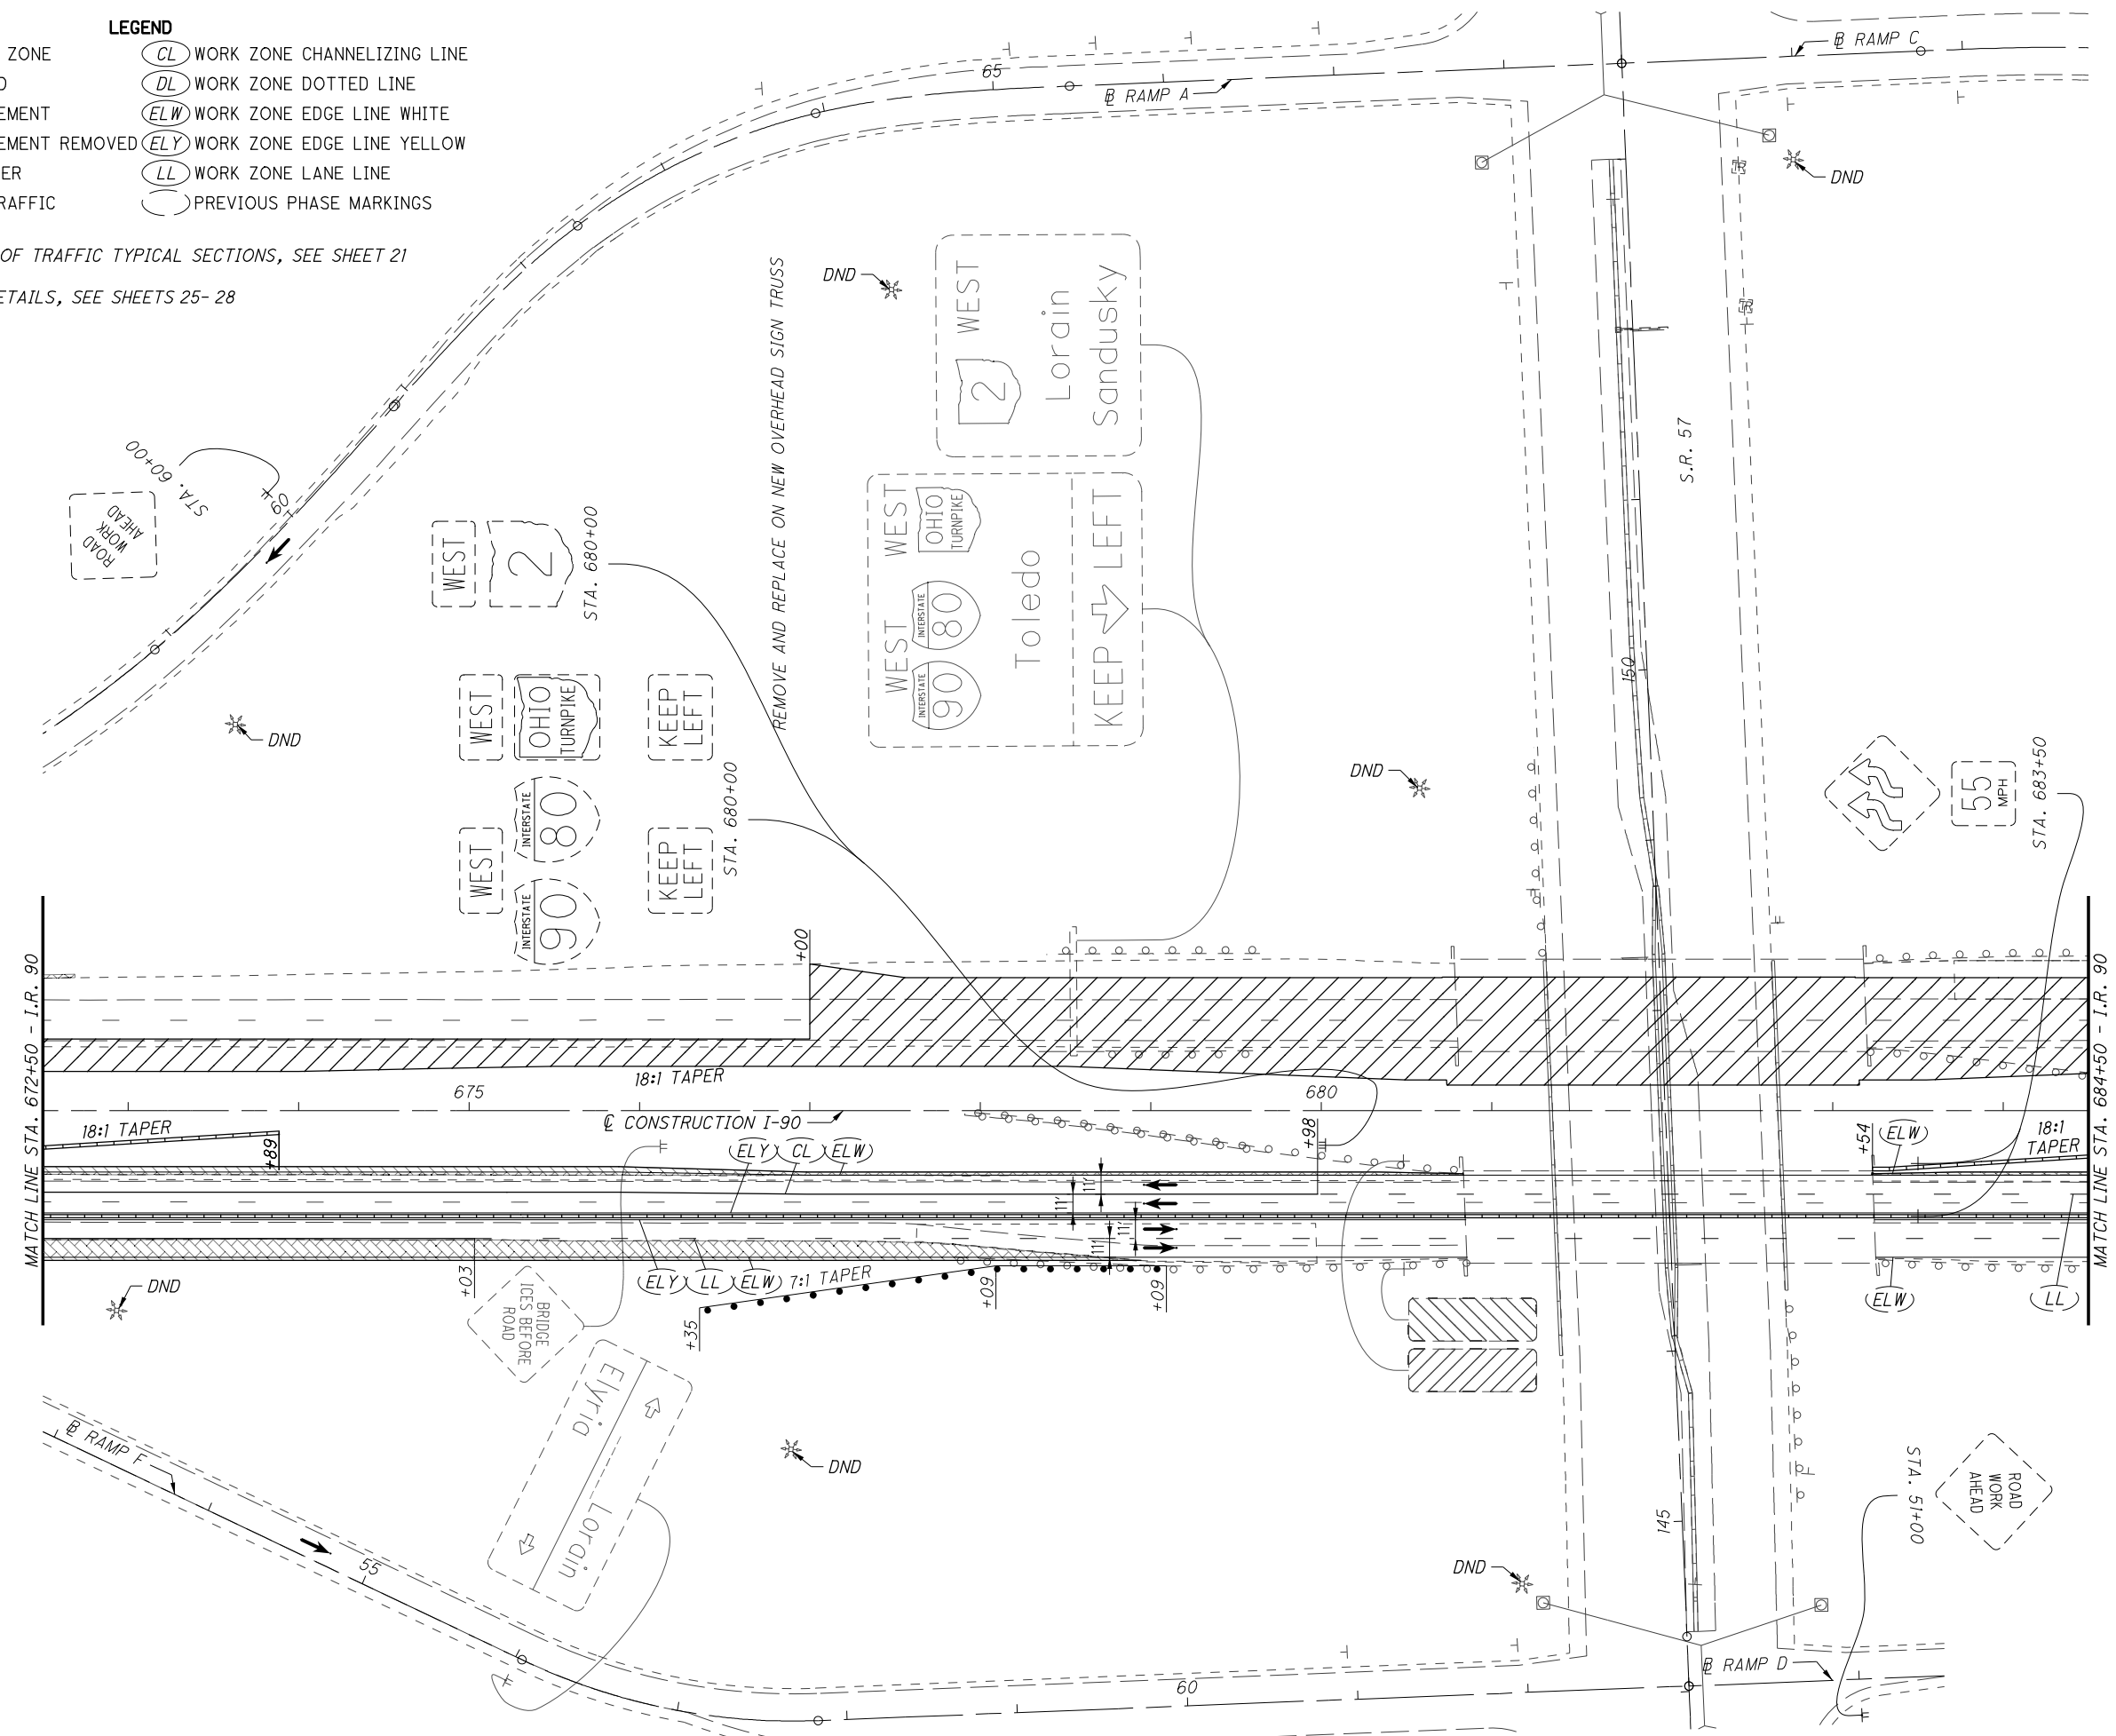 LEGEND
ZONE
CL WORK ZONE CHANNELIZING LINE
DL WORK ZONE DOTTED LINE
EMENT
ELW WORK ZONE EDGE LINE WHITE
EMENT REMOVED
ELY WORK ZONE EDGE LINE YELLOW
ER
LL WORK ZONE LANE LINE
RAFFIC
PREVIOUS PHASE MARKINGS
OF TRAFFIC TYPICAL SECTIONS, SEE SHEET 21
ETAILS, SEE SHEETS 25-28
65
℄ RAMP A
℄ RAMP C
DND
DND
REMOVE AND REPLACE ON NEW OVERHEAD SIGN TRUSS
2 WEST
Lorain
Sandusky
WEST WEST
90 INTERSTATE
80 INTERSTATE
OHIO TURNPIKE
Toledo
KEEP LEFT
S.R. 57
STA. 60+00
60
ROAD
WORK
AHEAD
WEST
2
STA. 680+00
WEST
OHIO
TURNPIKE
KEEP
LEFT
WEST
INTERSTATE
80
INTERSTATE
90
KEEP
LEFT
STA. 680+00
DND
DND
150
55
MPH
STA. 683+50
MATCH LINE STA. 672+50 - I.R. 90
MATCH LINE STA. 684+50 - I.R. 90
+00
18:1 TAPER
675
680
℄ CONSTRUCTION I-90
18:1 TAPER
+89
ELY CL ELW
+98
+54
ELW
18:1
TAPER
11'
11'
11'
11'
+03
ELY LL ELW
7:1 TAPER
+35
+09
+09
ELW
LL
DND
BRIDGE
ICES BEFORE
ROAD
Elyria
Lorain
DND
℄ RAMP F
55
DND
145
STA. 51+00
ROAD
WORK
AHEAD
60
℄ RAMP D